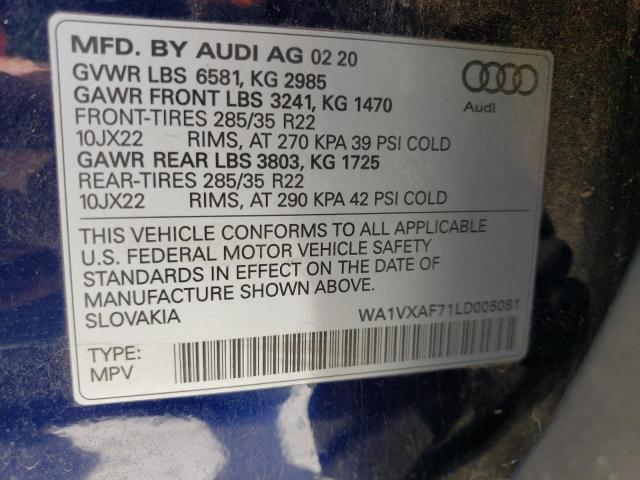 MFD. BY AUDI AG 02 20
GVWR LBS 6581, KG 2985
GAWR FRONT LBS 3241, KG 1470
FRONT-TIRES 285/35 R22
10JX22 RIMS, AT 270 KPA 39 PSI COLD
GAWR REAR LBS 3803, KG 1725
REAR-TIRES 285/35 R22
10JX22 RIMS, AT 290 KPA 42 PSI COLD
Audi
THIS VEHICLE CONFORMS TO ALL APPLICABLE
U.S. FEDERAL MOTOR VEHICLE SAFETY
STANDARDS IN EFFECT ON THE DATE OF
MANUFACTURE SHOWN ABOVE.
SLOVAKIA WA1VXAF71LD005081
TYPE:
MPV